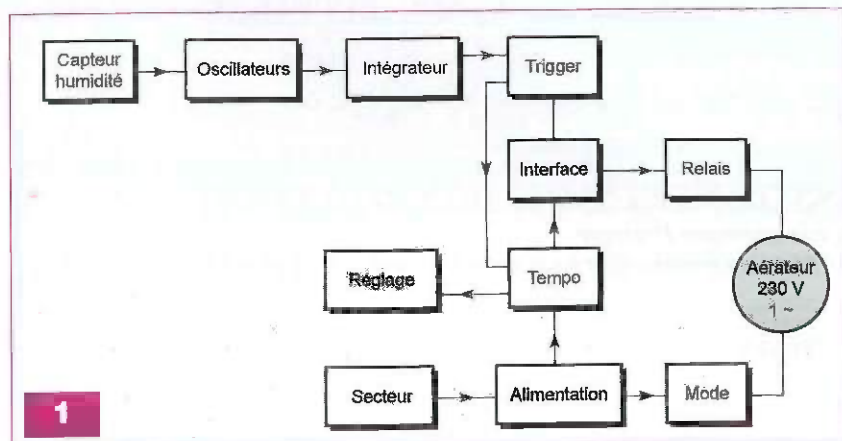 Capteur
humidité
Oscillateurs
Intégrateur
Trigger
Interface
Relais
Réglage
Tempo
Aérateur
230 V
1 ~
Secteur
Alimentation
Mode
1